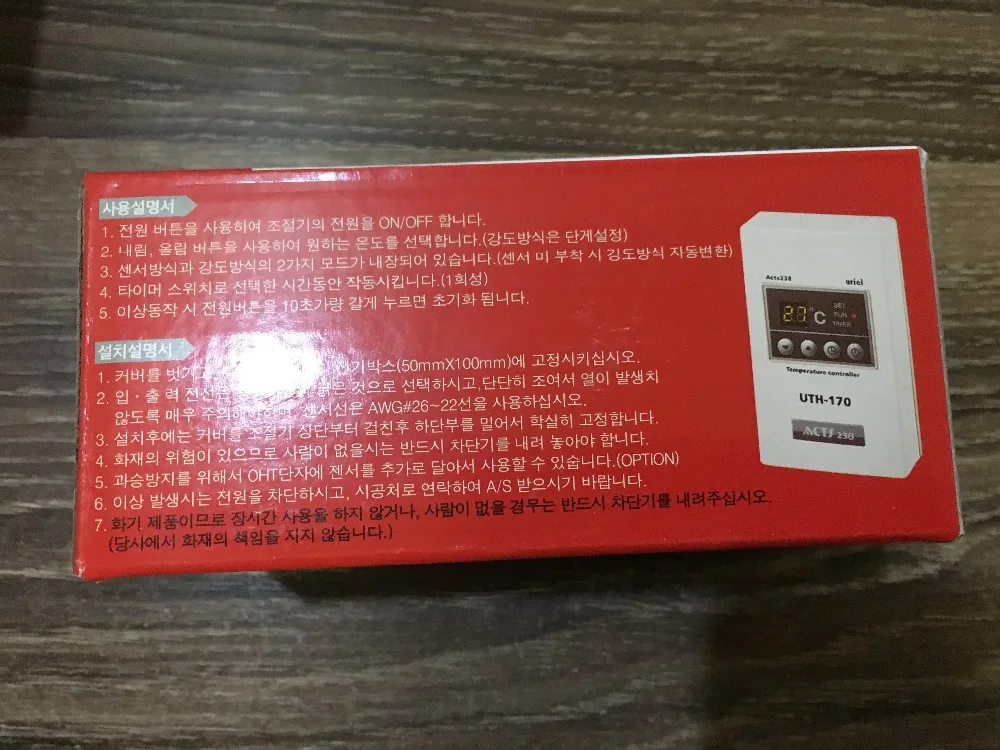 사용설명서
1. 전원 버튼을 사용하여 조절기의 전원을 ON/OFF 합니다.
2. 내림, 올림 버튼을 사용하여 원하는 온도를 선택합니다.(강도방식은 단계설정)
3. 센서방식과 강도방식의 2가지 모드가 내장되어 있습니다.(센서 미 부착 시 강도방식 자동변환)
4. 타이머 스위치로 선택한 시간동안 작동시킵니다.(1회성)
5. 이상동작 시 전원버튼을 10초가량 길게 누르면 초기화 됩니다.
설치설명서
1. 커버를 벗기고 (50mmX100mm)에 고정시키십시오.
2. 입·출력 전선은 굵은 것으로 선택하시고, 단단히 조여서 열이 발생치
않도록 매우 주의해야하며, 센서선은 AWG#26~22선을 사용하십시오.
3. 설치후에는 커버를 조절기 상단부터 걸친후 하단부를 밀어서 확실히 고정합니다.
4. 화재의 위험이 있으므로 사람이 없을시는 반드시 차단기를 내려 놓아야 합니다.
5. 과승방지를 위해서 OHT단자에 센서를 추가로 달아서 사용할 수 있습니다.(OPTION)
6. 이상 발생시는 전원을 차단하시고, 시공처로 연락하여 A/S 받으시기 바랍니다.
7. 화기 제품이므로 장시간 사용을 하지 않거나, 사람이 없을 경우는 반드시 차단기를 내려주십시오.
(당사에서 화재의 책임을 지지 않습니다.)
Acts238 uriel
27°C
SET
RUN
TIMER
Temperature controller
UTH-170
ACTs 238